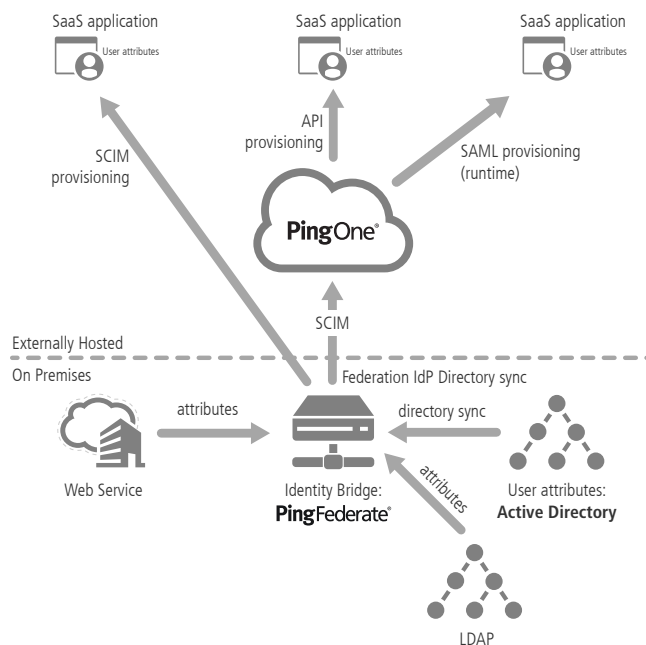 SaaS application
User attributes
SaaS application
User attributes
SaaS application
User attributes
API
provisioning
SCIM
provisioning
SAML provisioning
(runtime)
PingOne®
SCIM
Externally Hosted
On Premises
Federation IdP Directory sync
attributes
directory sync
attributes
Web Service
Identity Bridge:
PingFederate®
User attributes:
Active Directory
LDAP